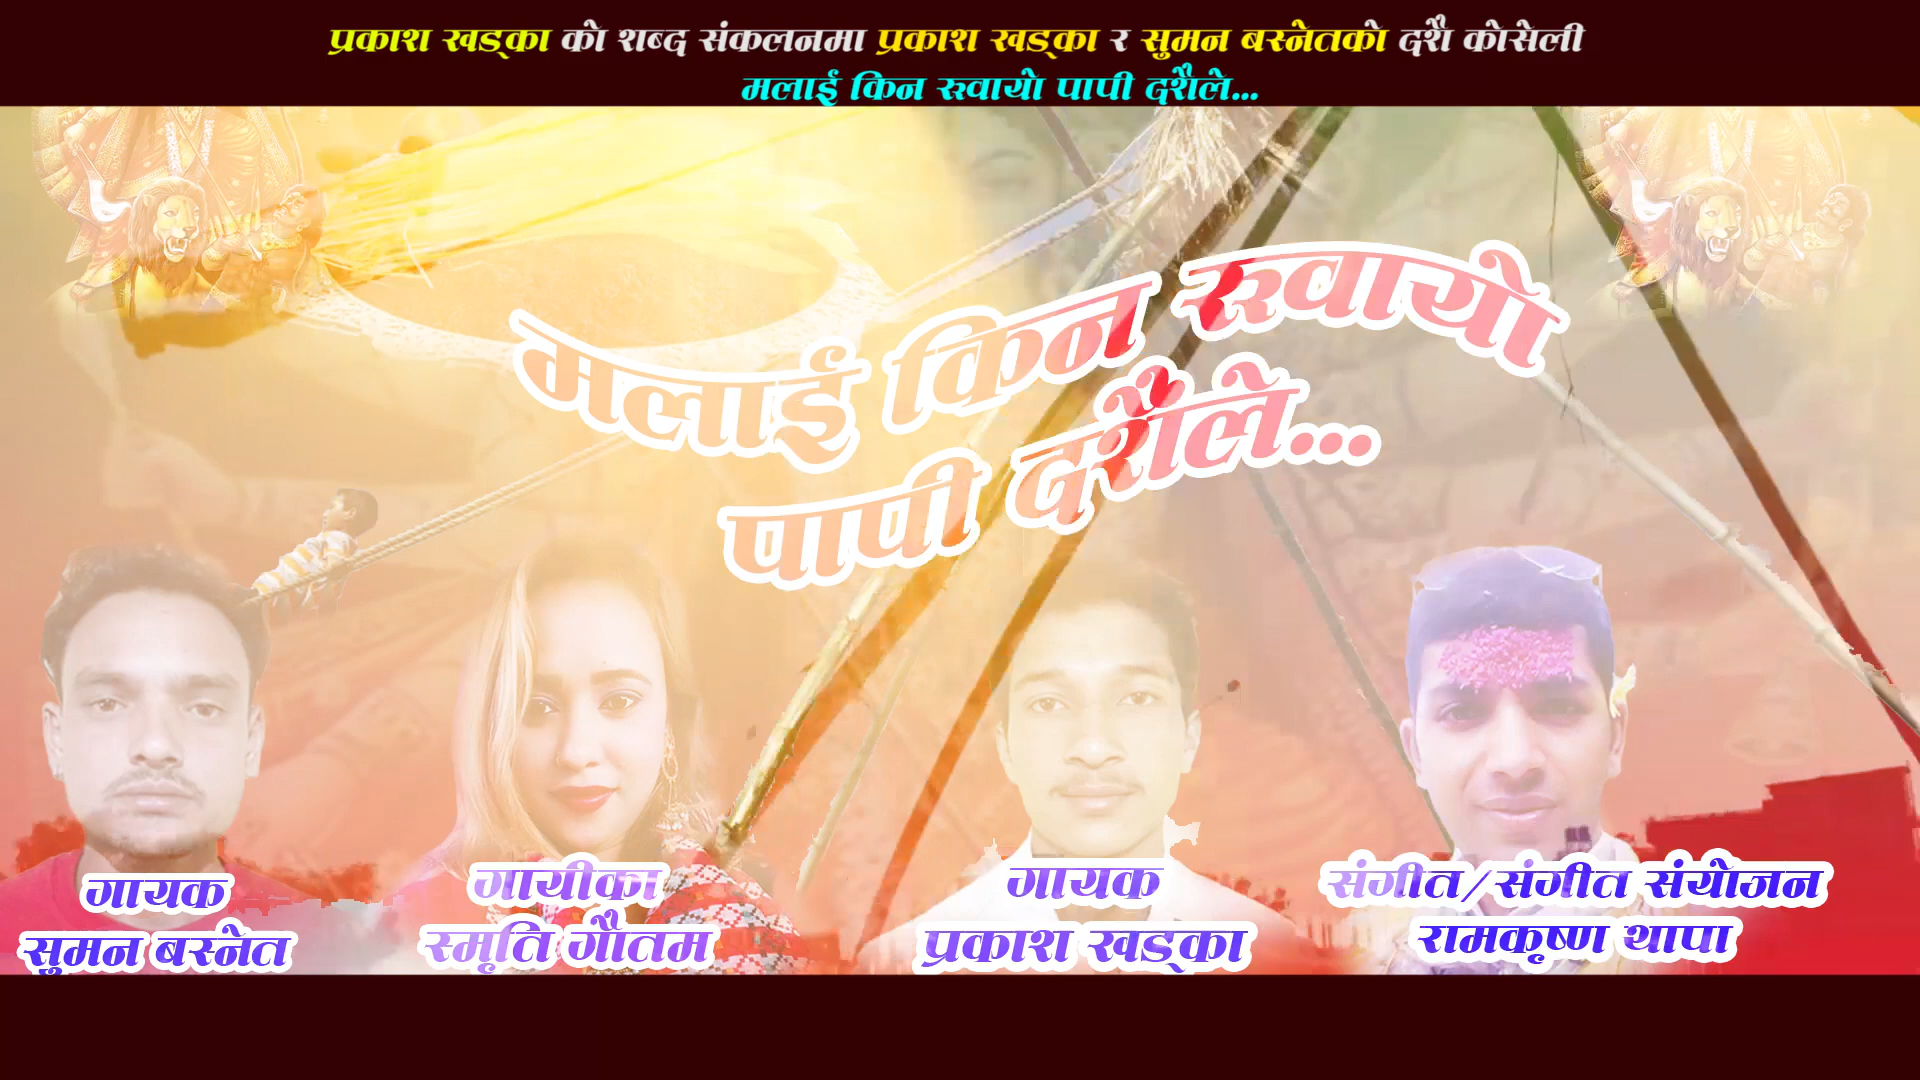 प्रकाश खड्का को शब्द संकलनमा प्रकाश खड्का र सुमन बस्नेतको दशै कोसेली
मलाई किन रुवायो पापी दशैले...
मलाई किन रुवायो
पापी दशैले...
गायक
सुमन बस्नेत
गायीका
स्मृति गौतम
गायक
प्रकाश खड्का
संगीत/संगीत संयोजन
रामकृष्ण थापा